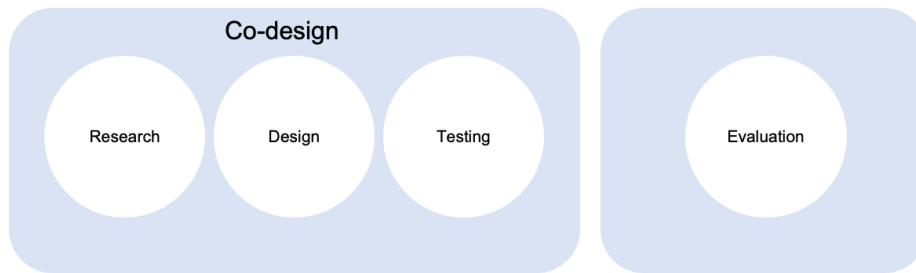 Co-design
Research
Design
Testing
Evaluation